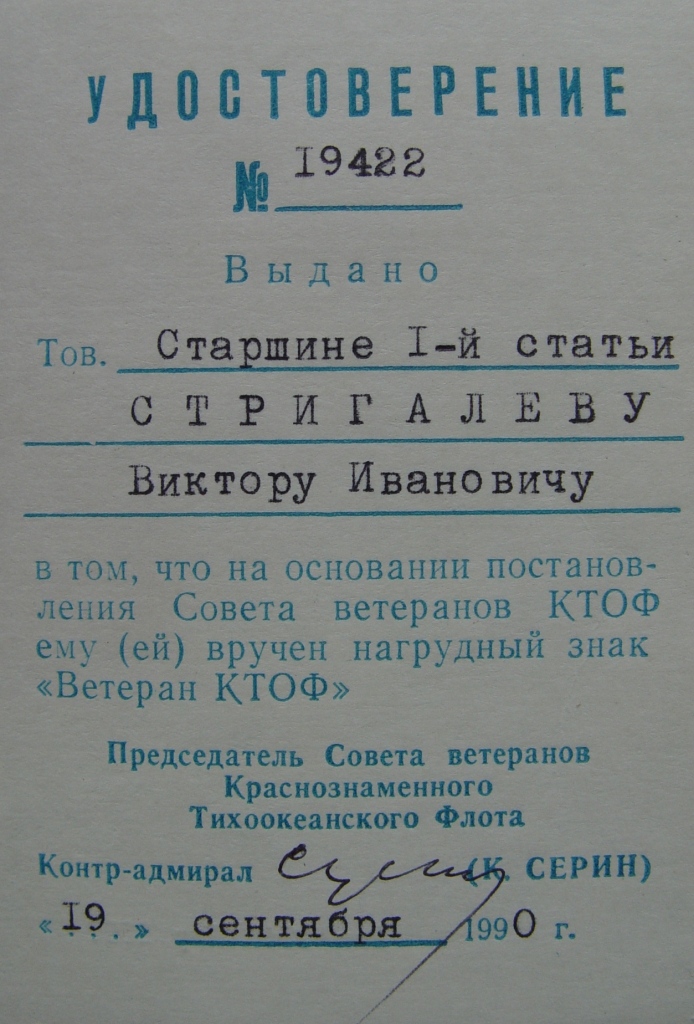 УДОСТОВЕРЕНИЕ
№ 19422
Выдано
Тов. Старшине I-й статьи
СТРИГАЛЕВУ
Виктору Ивановичу
в том, что на основании постанов-
ления Совета ветеранов КТОФ
ему (ей) вручен нагрудный знак
«Ветеран КТОФ»
Председатель Совета ветеранов
Краснознаменного
Тихоокеанского Флота
Контр-адмирал (К. СЕРИН)
«19.» сентября 1990 г.